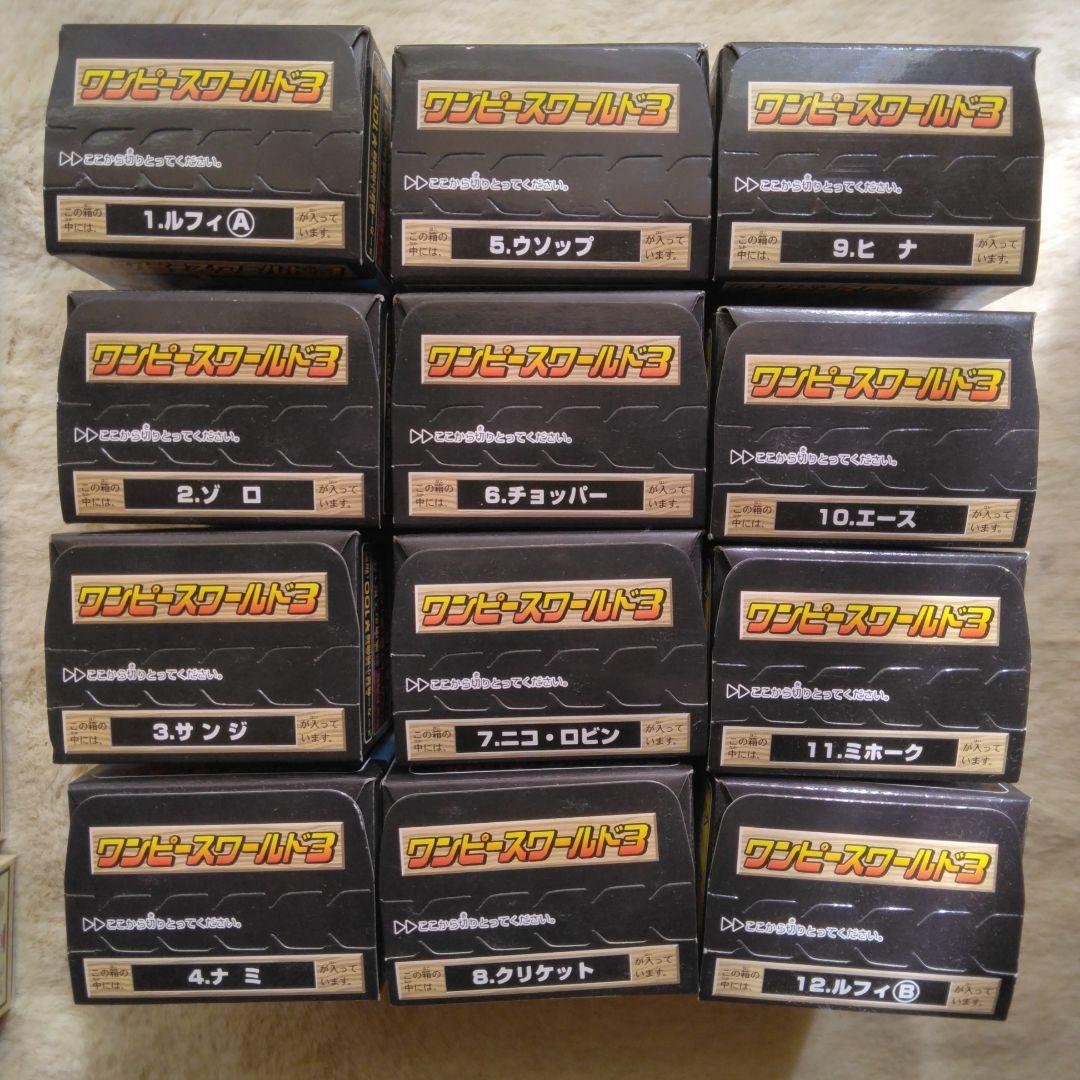 ワンピースワールド3
ここから切りとってください。
この箱の中には、
1.ルフィⒶ
が入っています。
ワンピースワールド3
ここから切りとってください。
この箱の中には、
5.ウソップ
が入っています。
ワンピースワールド3
ここから切りとってください。
この箱の中には、
9.ヒ ナ
が入っています。
ワンピースワールド3
ここから切りとってください。
この箱の中には、
2.ゾ ロ
が入っています。
ワンピースワールド3
ここから切りとってください。
この箱の中には、
6.チョッパー
が入っています。
ワンピースワールド3
ここから切りとってください。
この箱の中には、
10.エース
が入っています。
ワンピースワールド3
ここから切りとってください。
この箱の中には、
3.サンジ
が入っています。
ワンピースワールド3
ここから切りとってください。
この箱の中には、
7.ニコ・ロビン
が入っています。
ワンピースワールド3
ここから切りとってください。
この箱の中には、
11.ミホーク
が入っています。
ワンピースワールド3
ここから切りとってください。
この箱の中には、
4.ナ ミ
が入っています。
ワンピースワールド3
ここから切りとってください。
この箱の中には、
8.クリケット
が入っています。
ワンピースワールド3
ここから切りとってください。
この箱の中には、
12.ルフィⒷ
が入っています。